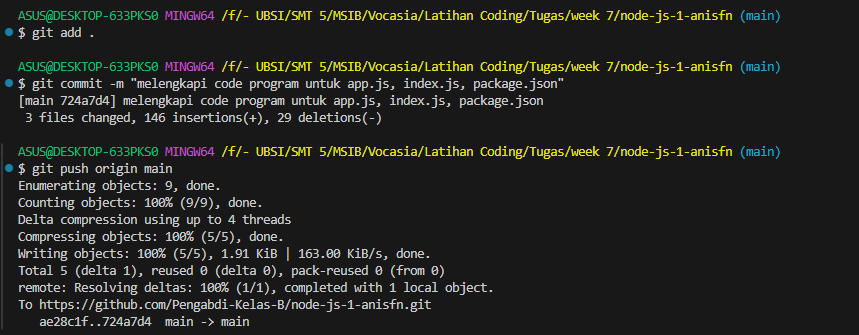 ASUS@DESKTOP-633PKS0 MINGW64 /f/- UBSI/SMT 5/MSIB/Vocasia/Latihan Coding/Tugas/week 7/node-js-1-anisfn (main)
$ git add .
ASUS@DESKTOP-633PKS0 MINGW64 /f/- UBSI/SMT 5/MSIB/Vocasia/Latihan Coding/Tugas/week 7/node-js-1-anisfn (main)
$ git commit -m "melengkapi code program untuk app.js, index.js, package.json"
[main 724a7d4] melengkapi code program untuk app.js, index.js, package.json
3 files changed, 146 insertions(+), 29 deletions(-)
ASUS@DESKTOP-633PKS0 MINGW64 /f/- UBSI/SMT 5/MSIB/Vocasia/Latihan Coding/Tugas/week 7/node-js-1-anisfn (main)
$ git push origin main
Enumerating objects: 9, done.
Counting objects: 100% (9/9), done.
Delta compression using up to 4 threads
Compressing objects: 100% (5/5), done.
Writing objects: 100% (5/5), 1.91 KiB | 163.00 KiB/s, done.
Total 5 (delta 1), reused 0 (delta 0), pack-reused 0 (from 0)
remote: Resolving deltas: 100% (1/1), completed with 1 local object.
To https://github.com/Pengabdi-Kelas-B/node-js-1-anisfn.git
ae28c1f..724a7d4  main -> main